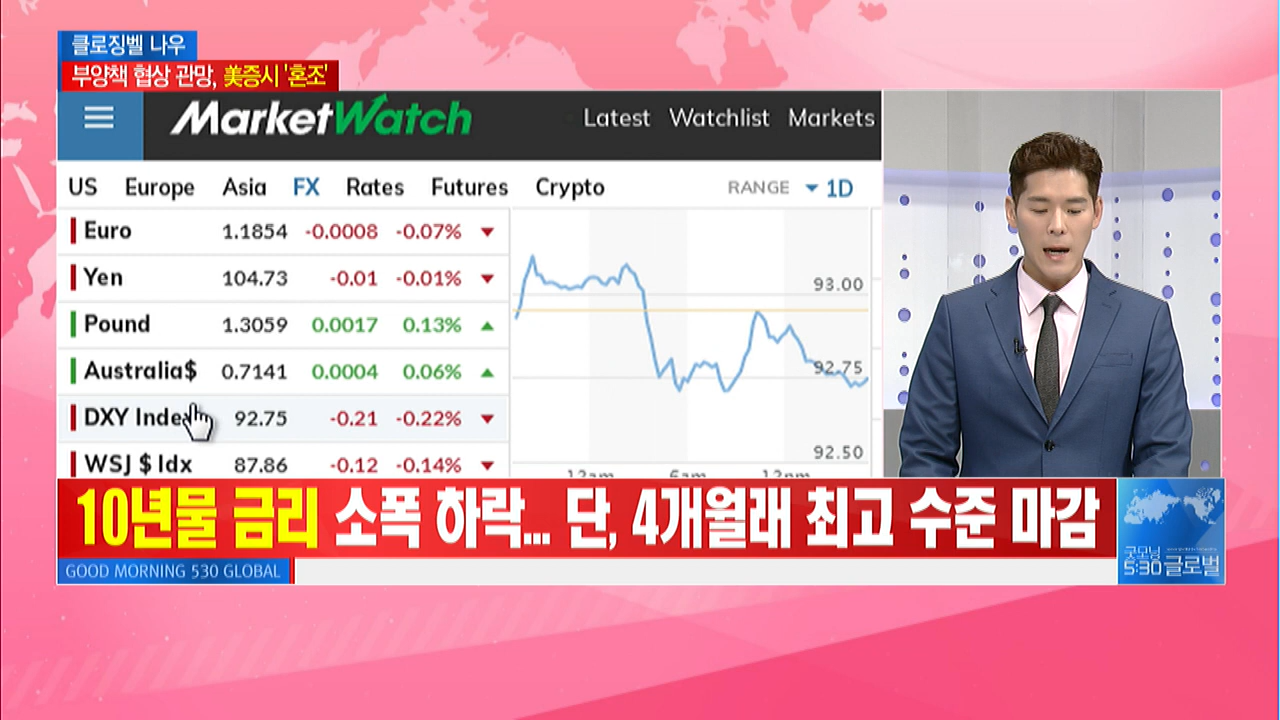 클로징벨 나우
부양책 협상 관망, 美증시 '혼조'
MarketWatch
Latest Watchlist Markets
US Europe Asia FX Rates Futures Crypto RANGE 1D
Euro 1.1854 -0.0008 -0.07%
Yen 104.73 -0.01 -0.01%
Pound 1.3059 0.0017 0.13%
Australia$ 0.7141 0.0004 0.06%
DXY Index 92.75 -0.21 -0.22%
WSJ $ Idx 87.86 -0.12 -0.14%
93.00
92.75
92.50
12am 6am 12pm
10년물 금리 소폭 하락... 단, 4개월래 최고 수준 마감
GOOD MORNING 530 GLOBAL
굿모닝
5:30 글로벌